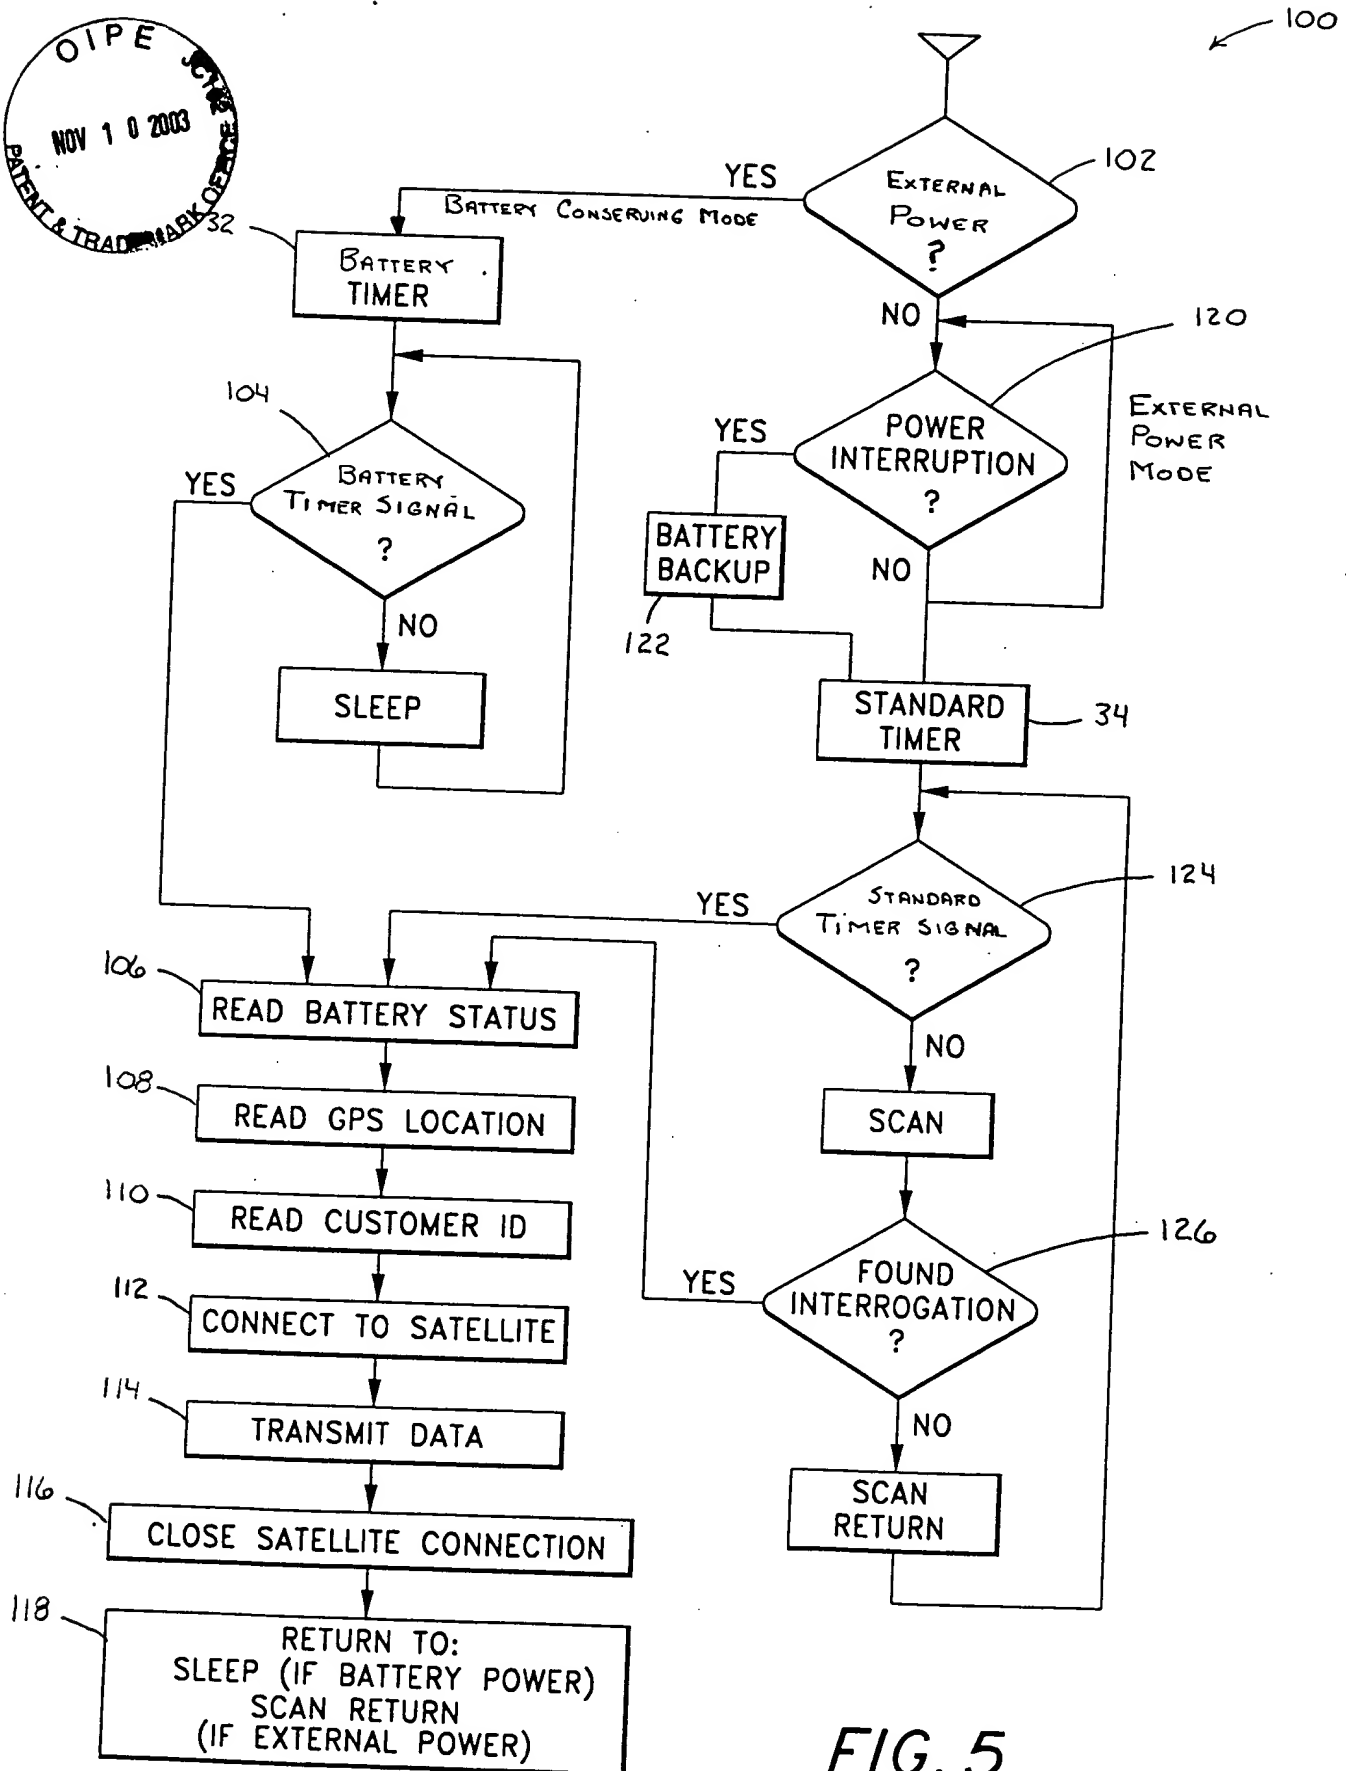 OIPE
JC162
NOV 10 2003
PATENT & TRADEMARK OFFICE
100
102
EXTERNAL
POWER
?
YES
BATTERY CONSERVING MODE
32
BATTERY
TIMER
NO
120
104
POWER
INTERRUPTION
?
YES
EXTERNAL
POWER
MODE
BATTERY
TIMER SIGNAL
?
YES
BATTERY
BACKUP
NO
122
NO
SLEEP
STANDARD
TIMER
34
124
STANDARD
TIMER SIGNAL
?
YES
106
READ BATTERY STATUS
NO
108
READ GPS LOCATION
SCAN
110
READ CUSTOMER ID
126
FOUND
INTERROGATION
?
YES
112
CONNECT TO SATELLITE
114
TRANSMIT DATA
NO
116
SCAN
RETURN
CLOSE SATELLITE CONNECTION
118
RETURN TO:
SLEEP (IF BATTERY POWER)
SCAN RETURN
(IF EXTERNAL POWER)
FIG. 5